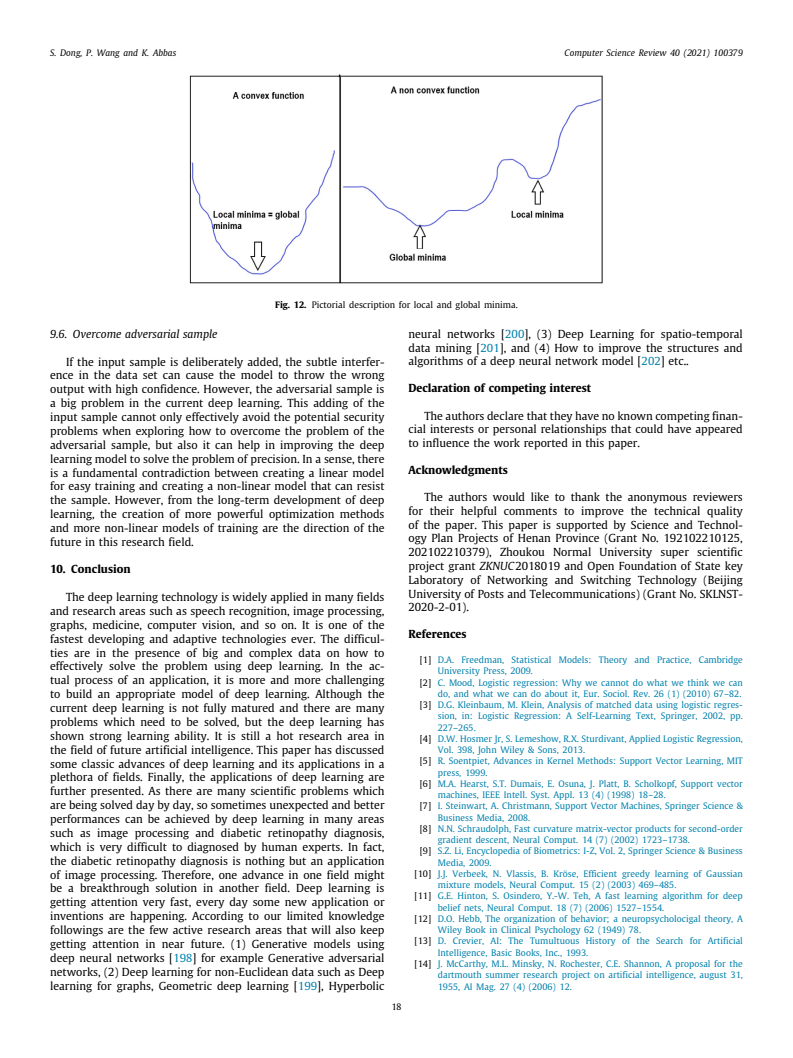 S. Dong, P. Wang and K. Abbas
Computer Science Review 40 (2021) 100379
A convex function
A non convex function
Local minima = global
minima
Local minima
Global minima
Fig. 12. Pictorial description for local and global minima.
9.6. Overcome adversarial sample
If the input sample is deliberately added, the subtle interfer-
ence in the data set can cause the model to throw the wrong
output with high confidence. However, the adversarial sample is
a big problem in the current deep learning. This adding of the
input sample cannot only effectively avoid the potential security
problems when exploring how to overcome the problem of the
adversarial sample, but also it can help in improving the deep
learning model to solve the problem of precision. In a sense, there
is a fundamental contradiction between creating a linear model
for easy training and creating a non-linear model that can resist
the sample. However, from the long-term development of deep
learning, the creation of more powerful optimization methods
and more non-linear models of training are the direction of the
future in this research field.
10. Conclusion
The deep learning technology is widely applied in many fields
and research areas such as speech recognition, image processing,
graphs, medicine, computer vision, and so on. It is one of the
fastest developing and adaptive technologies ever. The difficul-
ties are in the presence of big and complex data on how to
effectively solve the problem using deep learning. In the ac-
tual process of an application, it is more and more challenging
to build an appropriate model of deep learning. Although the
current deep learning is not fully matured and there are many
problems which need to be solved, but the deep learning has
shown strong learning ability. It is still a hot research area in
the field of future artificial intelligence. This paper has discussed
some classic advances of deep learning and its applications in a
plethora of fields. Finally, the applications of deep learning are
further presented. As there are many scientific problems which
are being solved day by day, so sometimes unexpected and better
performances can be achieved by deep learning in many areas
such as image processing and diabetic retinopathy diagnosis,
which is very difficult to diagnosed by human experts. In fact,
the diabetic retinopathy diagnosis is nothing but an application
of image processing. Therefore, one advance in one field might
be a breakthrough solution in another field. Deep learning is
getting attention very fast, every day some new application or
inventions are happening. According to our limited knowledge
followings are the few active research areas that will also keep
getting attention in near future. (1) Generative models using
deep neural networks [198] for example Generative adversarial
networks, (2) Deep learning for non-Euclidean data such as Deep
learning for graphs, Geometric deep learning [199], Hyperbolic
neural networks [200], (3) Deep Learning for spatio-temporal
data mining [201], and (4) How to improve the structures and
algorithms of a deep neural network model [202] etc..
Declaration of competing interest
The authors declare that they have no known competing finan-
cial interests or personal relationships that could have appeared
to influence the work reported in this paper.
Acknowledgments
The authors would like to thank the anonymous reviewers
for their helpful comments to improve the technical quality
of the paper. This paper is supported by Science and Technol-
ogy Plan Projects of Henan Province (Grant No. 192102210125,
202102210379), Zhoukou Normal University super scientific
project grant ZKNUC2018019 and Open Foundation of State key
Laboratory of Networking and Switching Technology (Beijing
University of Posts and Telecommunications) (Grant No. SKLNST-
2020-2-01).
References
[1] D.A. Freedman, Statistical Models: Theory and Practice, Cambridge
University Press, 2009.
[2] C. Mood, Logistic regression: Why we cannot do what we think we can
do, and what we can do about it, Eur. Sociol. Rev. 26 (1) (2010) 67–82.
[3] D.G. Kleinbaum, M. Klein, Analysis of matched data using logistic regres-
sion, in: Logistic Regression: A Self-Learning Text, Springer, 2002, pp.
227–265.
[4] D.W. Hosmer Jr, S. Lemeshow, R.X. Sturdivant, Applied Logistic Regression,
Vol. 398, John Wiley & Sons, 2013.
[5] R. Soentpiet, Advances in Kernel Methods: Support Vector Learning, MIT
press, 1999.
[6] M.A. Hearst, S.T. Dumais, E. Osuna, J. Platt, B. Scholkopf, Support vector
machines, IEEE Intell. Syst. Appl. 13 (4) (1998) 18–28.
[7] I. Steinwart, A. Christmann, Support Vector Machines, Springer Science &
Business Media, 2008.
[8] N.N. Schraudolph, Fast curvature matrix-vector products for second-order
gradient descent, Neural Comput. 14 (7) (2002) 1723–1738.
[9] S.Z. Li, Encyclopedia of Biometrics: I-Z, Vol. 2, Springer Science & Business
Media, 2009.
[10] J.J. Verbeek, N. Vlassis, B. Kröse, Efficient greedy learning of Gaussian
mixture models, Neural Comput. 15 (2) (2003) 469–485.
[11] G.E. Hinton, S. Osindero, Y.-W. Teh, A fast learning algorithm for deep
belief nets, Neural Comput. 18 (7) (2006) 1527–1554.
[12] D.O. Hebb, The organization of behavior; a neuropsychological theory, A
Wiley Book in Clinical Psychology 62 (1949) 78.
[13] D. Crevier, AI: The Tumultuous History of the Search for Artificial
Intelligence, Basic Books, Inc., 1993.
[14] J. McCarthy, M.L. Minsky, N. Rochester, C.E. Shannon, A proposal for the
dartmouth summer research project on artificial intelligence, august 31,
1955, AI Mag. 27 (4) (2006) 12.
18